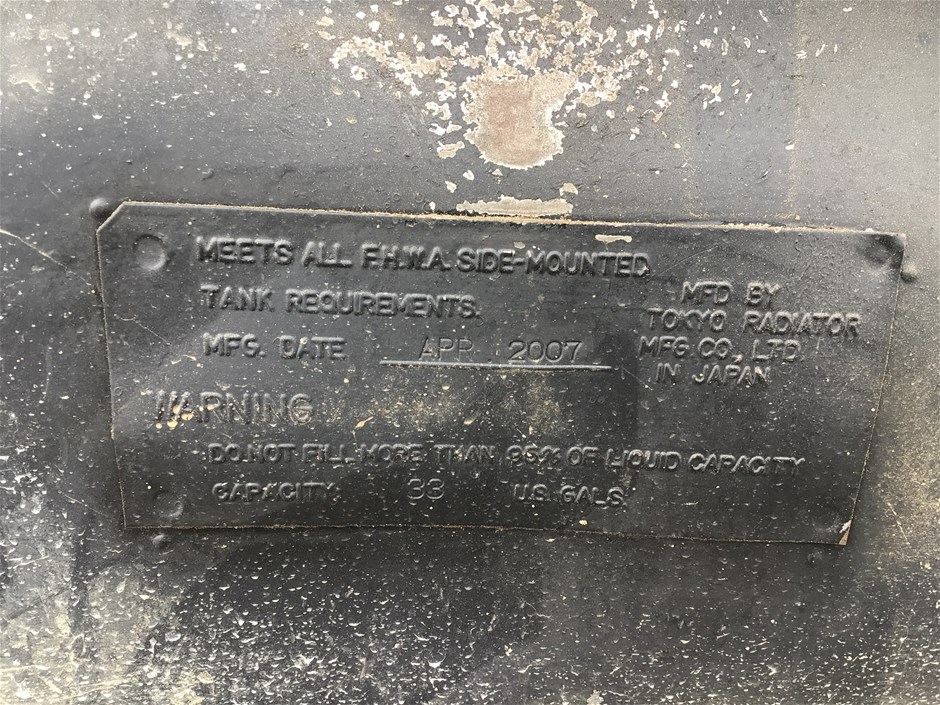 MEETS ALL F.H.W.A. SIDE-MOUNTED
TANK REQUIREMENTS.
MFG. DATE APR 2007
MFD BY
TOKYO RADIATOR
MFG. CO., LTD.
IN JAPAN
WARNING
DO NOT FILL MORE THAN 95% OF LIQUID CAPACITY
CAPACITY. 33 U.S. GALS.